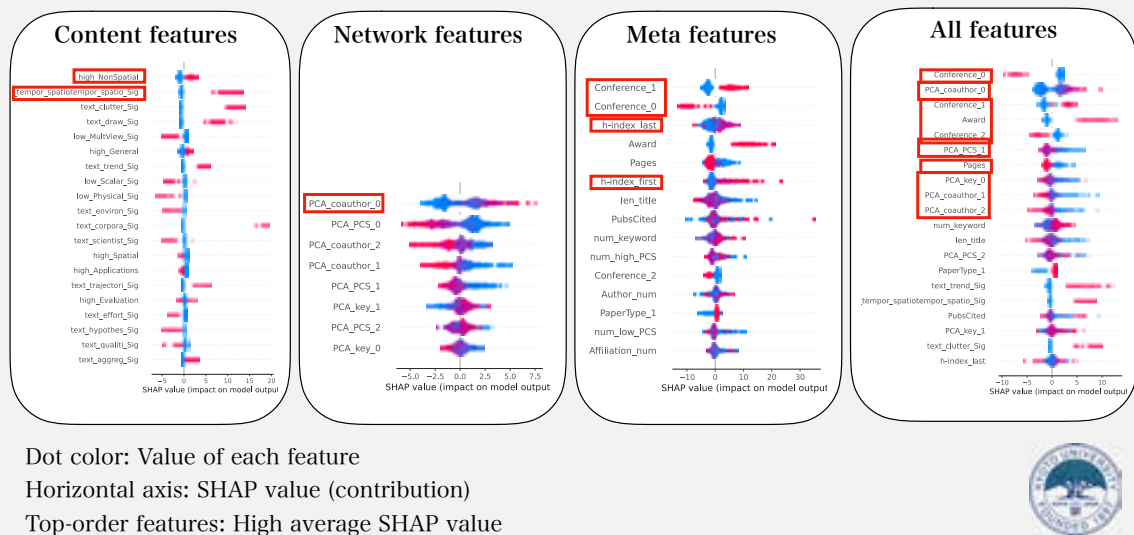 Content features
high_NonSpatial
tempor_spatiotempor_spatio_Sig
text_clutter_Sig
text_draw_Sig
low_MultView_Sig
high_General
text_trend_Sig
low_Scalar_Sig
low_Physical_Sig
text_environ_Sig
text_corpora_Sig
text_scientist_Sig
high_Spatial
high_Applications
text_trajectori_Sig
high_Evaluation
text_effort_Sig
text_hypothes_Sig
text_qualiti_Sig
text_aggreg_Sig
−5 0 5 10 15 20
SHAP value (impact on model output
Network features
PCA_coauthor_0
PCA_PCS_0
PCA_coauthor_2
PCA_coauthor_1
PCA_PCS_1
PCA_key_1
PCA_PCS_2
PCA_key_0
−5.0 −2.5 0.0 2.5 5.0 7.5
SHAP value (impact on model output
Meta features
Conference_1
Conference_0
h-index_last
Award
Pages
h-index_first
len_title
PubsCited
num_keyword
num_high_PCS
Conference_2
Author_num
PaperType_1
num_low_PCS
Affiliation_num
−10 0 10 20 30
SHAP value (impact on model output
All features
Conference_0
PCA_coauthor_0
Conference_1
Award
Conference_2
PCA_PCS_1
Pages
PCA_key_0
PCA_coauthor_1
PCA_coauthor_2
num_keyword
len_title
PCA_PCS_2
PaperType_1
text_trend_Sig
_tempor_spatiotempor_spatio_Sig
PubsCited
PCA_key_1
text_clutter_Sig
h-index_last
−10 −5 0 5 10
SHAP value (impact on model output
Dot color: Value of each feature
Horizontal axis: SHAP value (contribution)
Top-order features: High average SHAP value
KYOTO UNIVERSITY
FOUNDED 1897